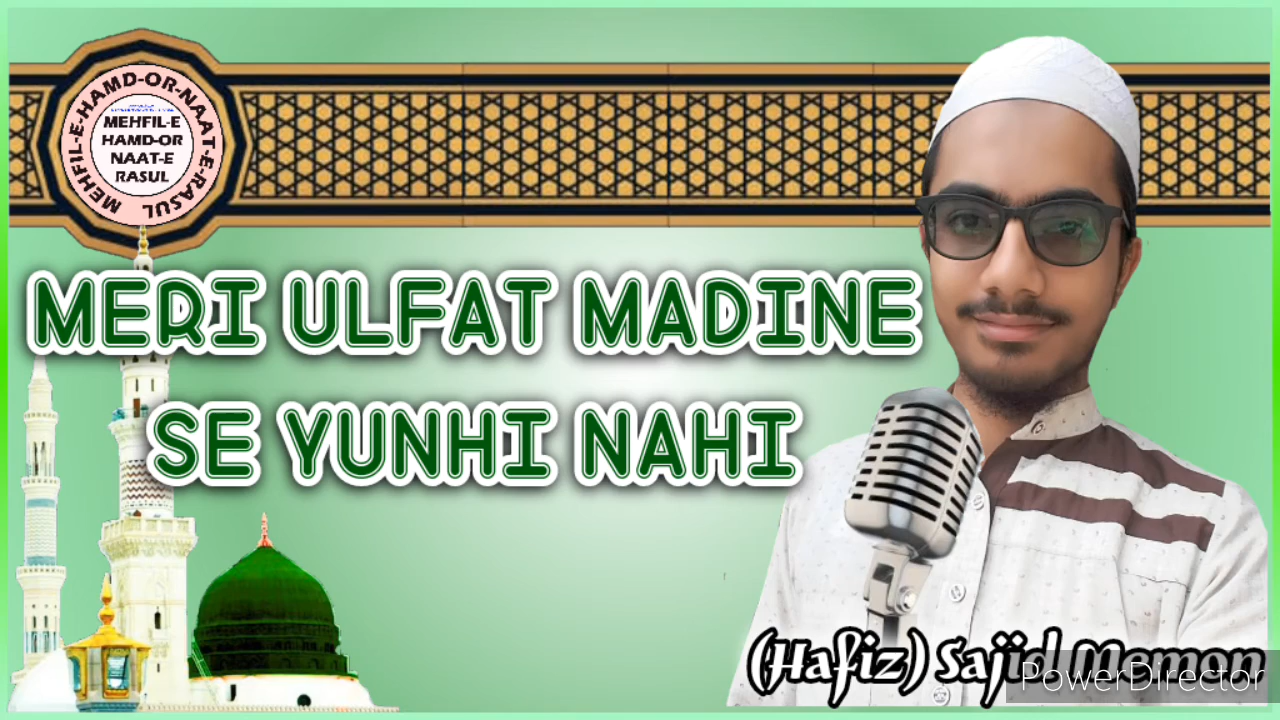 MEHFIL-E-HAMD-OR-NAAT-E-RASUL
MEHFIL-E
HAMD-OR
NAAT-E
RASUL
MERI ULFAT MADINE
SE YUNHI NAHI
(Hafiz) Sajid Memon
PowerDirector